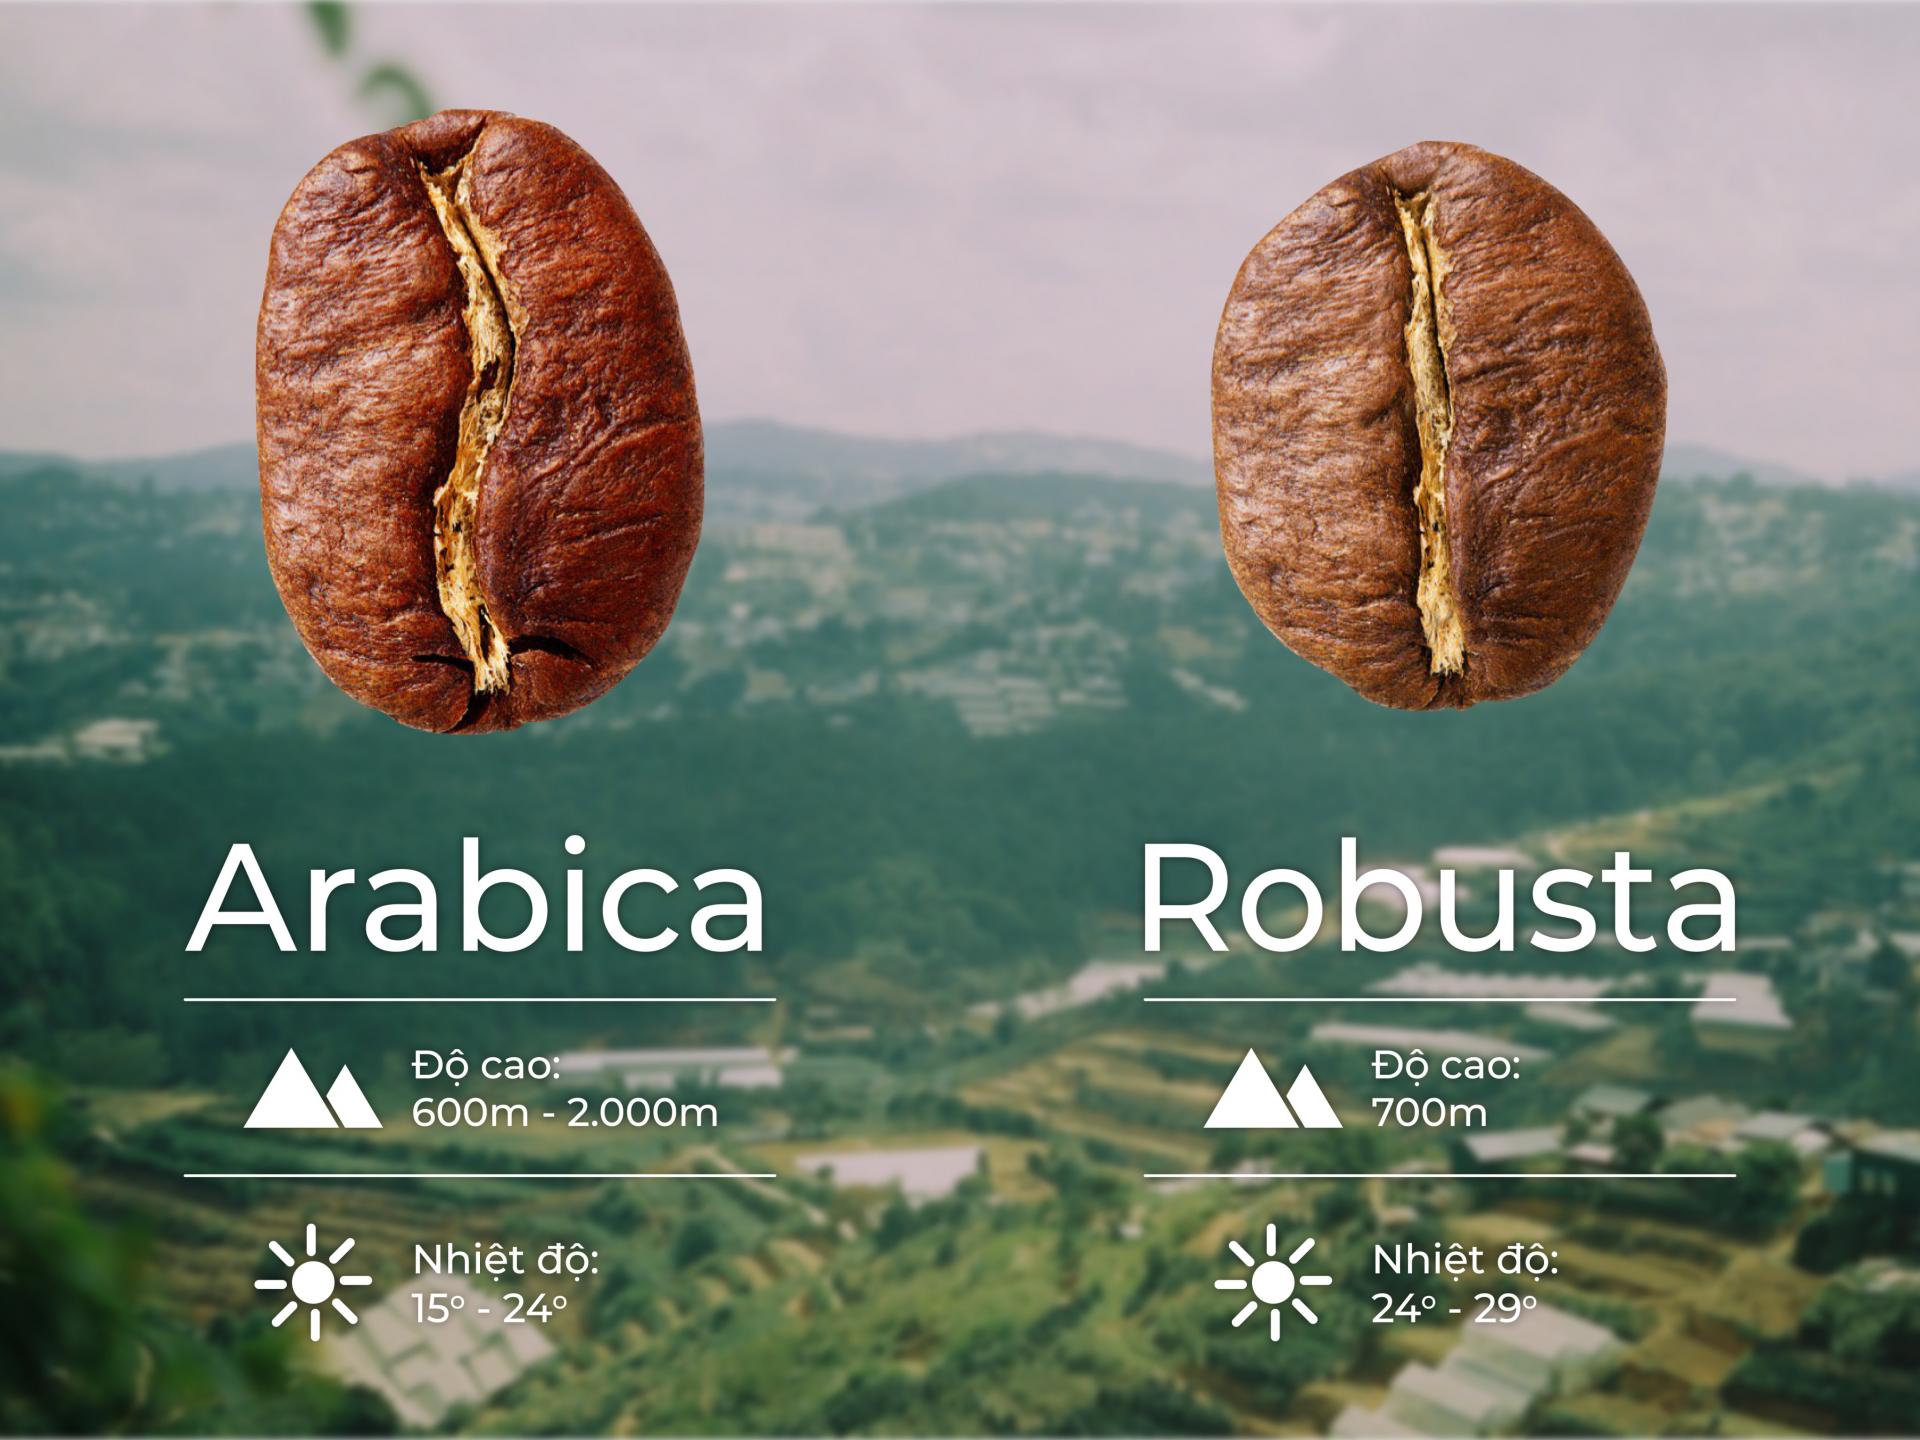 Arabica
Độ cao:
600m - 2.000m
Nhiệt độ:
15° - 24°
Robusta
Độ cao:
700m
Nhiệt độ:
24° - 29°